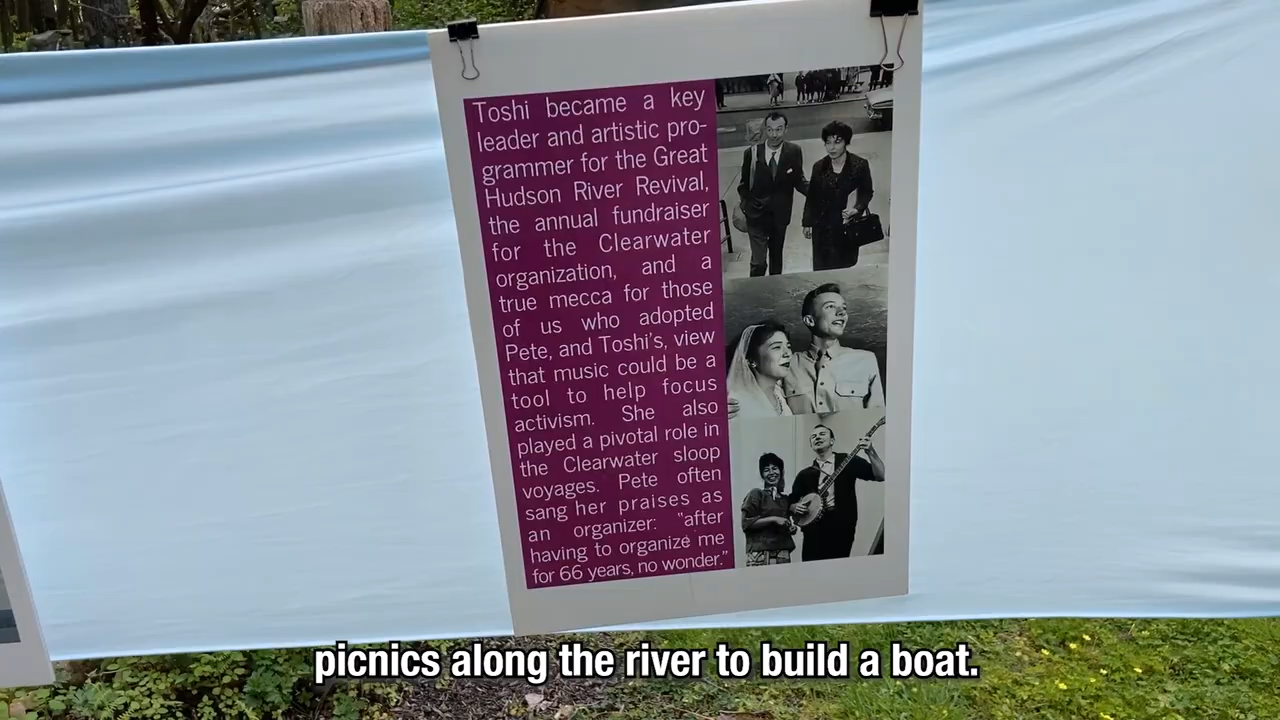 Toshi became a key
leader and artistic pro-
grammer for the Great
Hudson River Revival,
the annual fundraiser
for the Clearwater
organization, and a
true mecca for those
of us who adopted
Pete, and Toshi's, view
that music could be a
tool to help focus
activism. She also
played a pivotal role in
the Clearwater sloop
voyages. Pete often
sang her praises as
an organizer: "after
having to organize me
for 66 years, no wonder."
picnics along the river to build a boat.